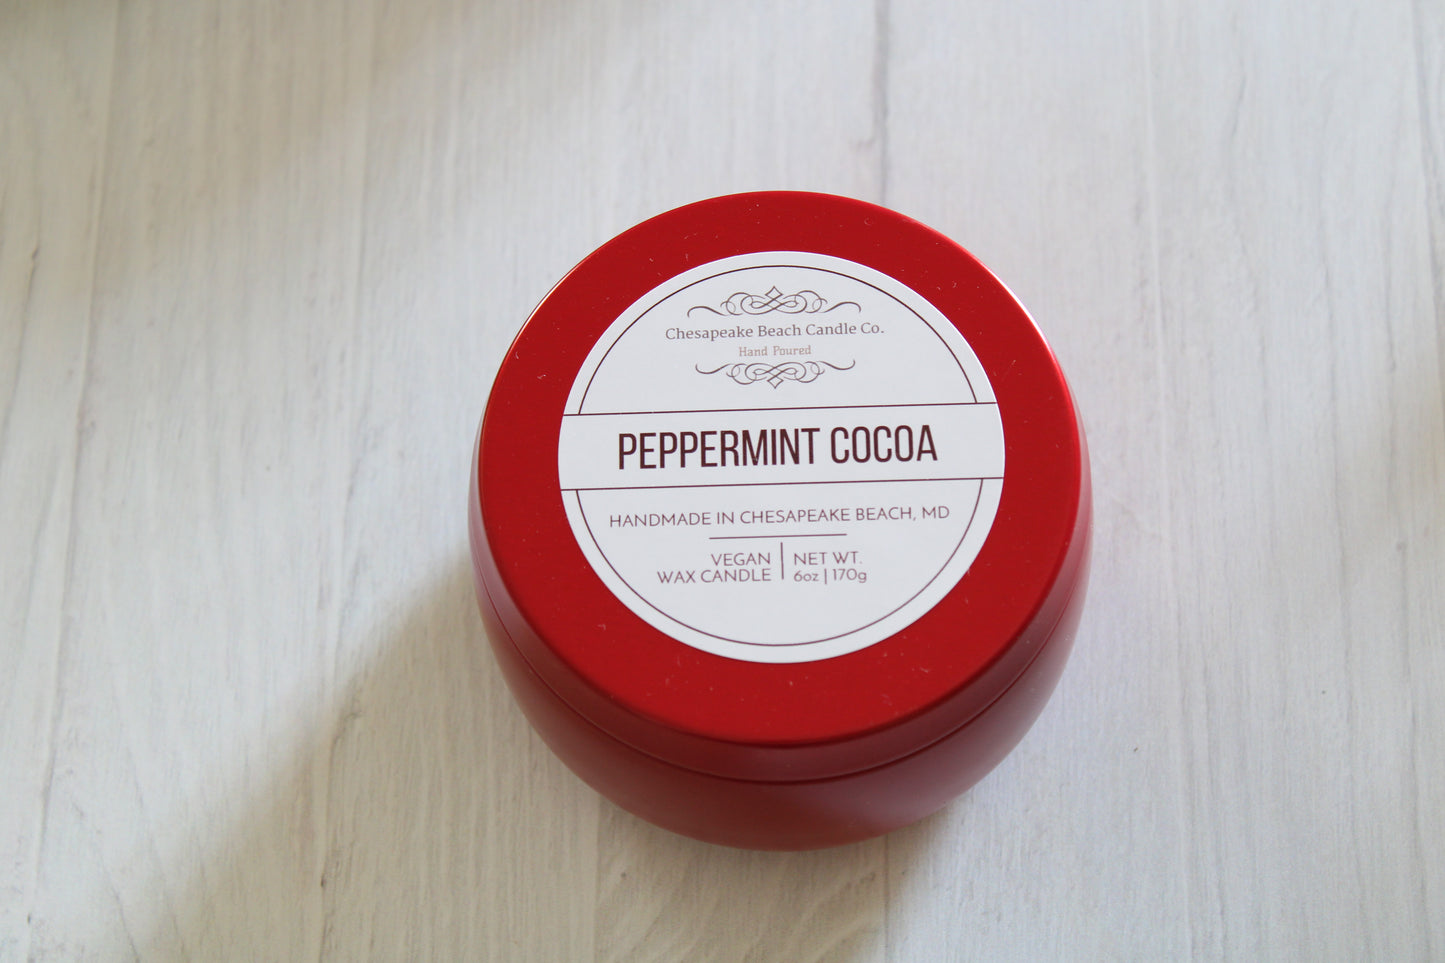 Chesapeake Beach Candle Co.
Hand Poured
PEPPERMINT COCOA
HANDMADE IN CHESAPEAKE BEACH, MD
VEGAN
WAX CANDLE
NET WT.
6oz | 170g